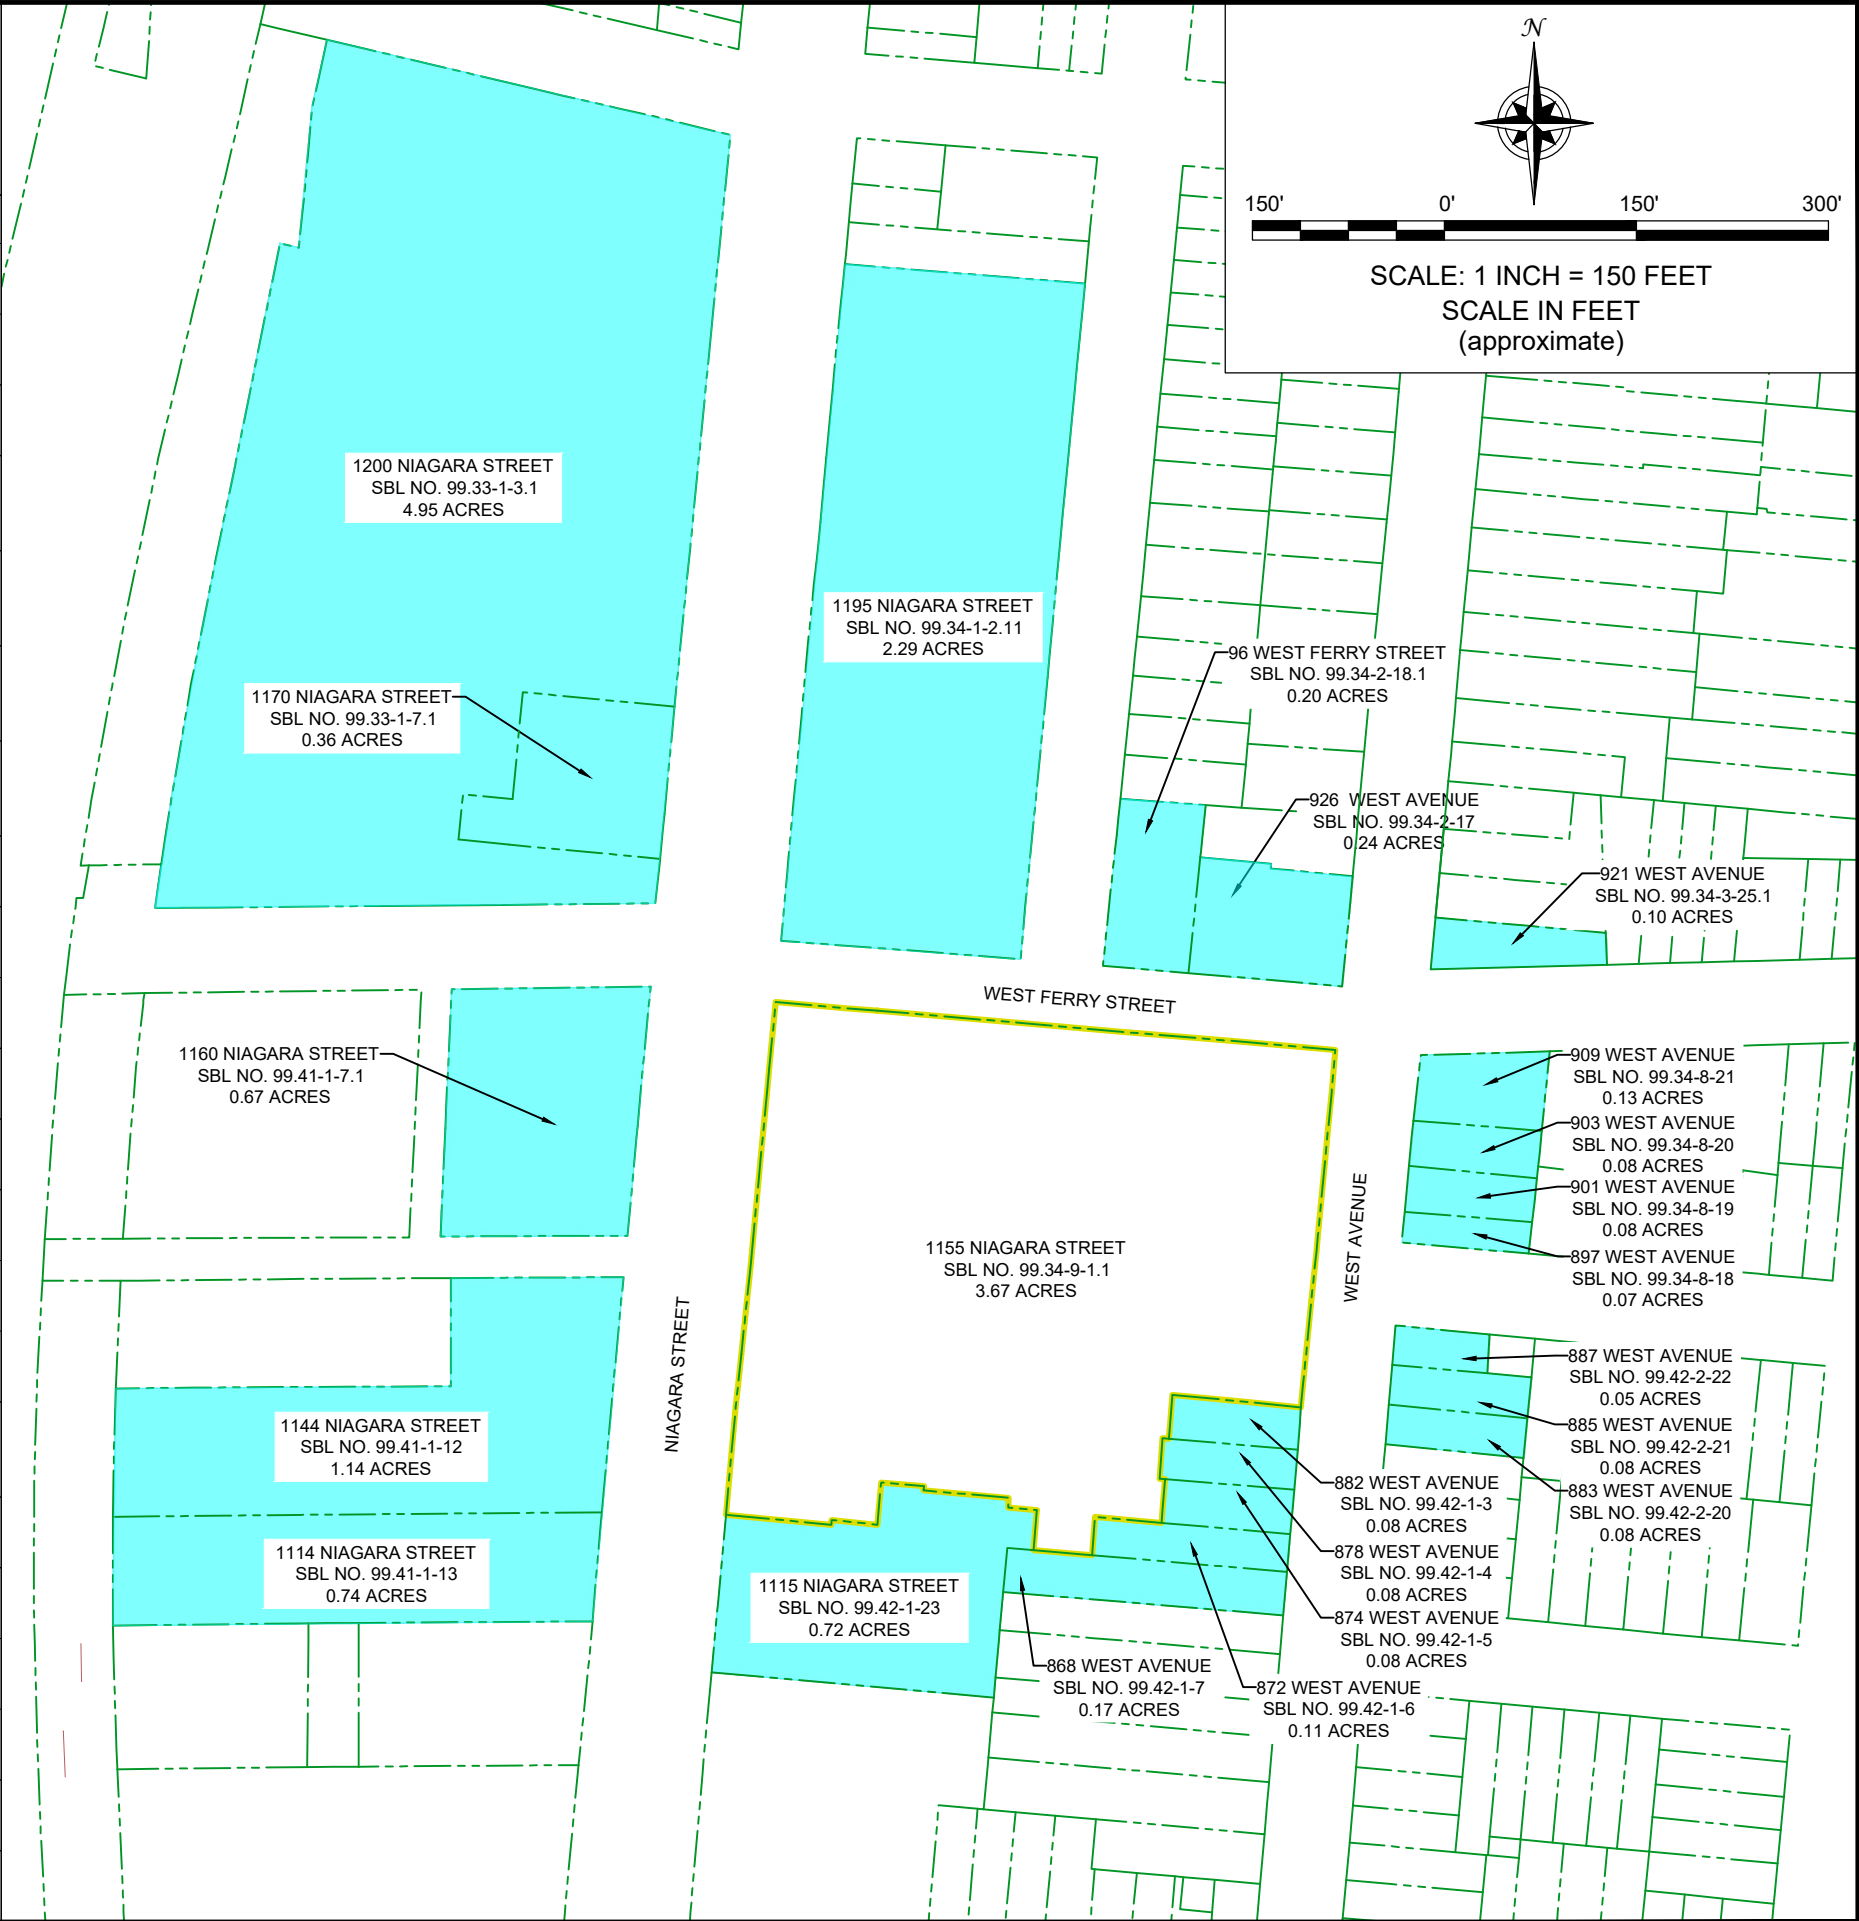 N
150' 0' 150' 300'
SCALE: 1 INCH = 150 FEET
SCALE IN FEET
(approximate)
1200 NIAGARA STREET
SBL NO. 99.33-1-3.1
4.95 ACRES
1195 NIAGARA STREET
SBL NO. 99.34-1-2.11
2.29 ACRES
96 WEST FERRY STREET
SBL NO. 99.34-2-18.1
0.20 ACRES
1170 NIAGARA STREET
SBL NO. 99.33-1-7.1
0.36 ACRES
926 WEST AVENUE
SBL NO. 99.34-2-17
0.24 ACRES
921 WEST AVENUE
SBL NO. 99.34-3-25.1
0.10 ACRES
WEST FERRY STREET
1160 NIAGARA STREET
SBL NO. 99.41-1-7.1
0.67 ACRES
909 WEST AVENUE
SBL NO. 99.34-8-21
0.13 ACRES
903 WEST AVENUE
SBL NO. 99.34-8-20
0.08 ACRES
901 WEST AVENUE
SBL NO. 99.34-8-19
0.08 ACRES
897 WEST AVENUE
SBL NO. 99.34-8-18
0.07 ACRES
WEST AVENUE
1155 NIAGARA STREET
SBL NO. 99.34-9-1.1
3.67 ACRES
NIAGARA STREET
887 WEST AVENUE
SBL NO. 99.42-2-22
0.05 ACRES
885 WEST AVENUE
SBL NO. 99.42-2-21
0.08 ACRES
883 WEST AVENUE
SBL NO. 99.42-2-20
0.08 ACRES
1144 NIAGARA STREET
SBL NO. 99.41-1-12
1.14 ACRES
882 WEST AVENUE
SBL NO. 99.42-1-3
0.08 ACRES
878 WEST AVENUE
SBL NO. 99.42-1-4
0.08 ACRES
874 WEST AVENUE
SBL NO. 99.42-1-5
0.08 ACRES
1114 NIAGARA STREET
SBL NO. 99.41-1-13
0.74 ACRES
1115 NIAGARA STREET
SBL NO. 99.42-1-23
0.72 ACRES
868 WEST AVENUE
SBL NO. 99.42-1-7
0.17 ACRES
872 WEST AVENUE
SBL NO. 99.42-1-6
0.11 ACRES